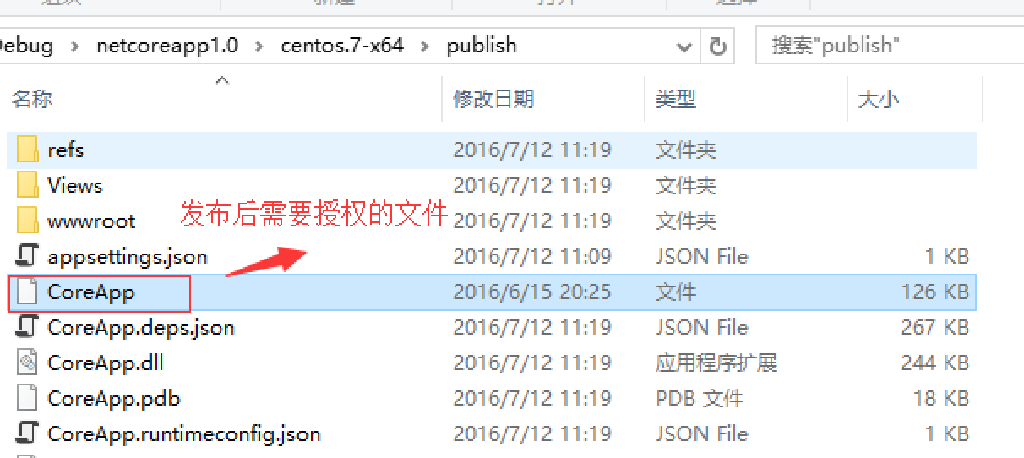 Debug > netcoreapp1.0 > centos.7-x64 > publish 搜索"publish"
名称 修改日期 类型 大小
refs 2016/7/12 11:19 文件夹
Views 2016/7/12 11:19 文件夹
发布后需要授权的文件
wwwroot 2016/7/12 11:19 文件夹
appsettings.json 2016/7/12 11:09 JSON File 1 KB
CoreApp 2016/6/15 20:25 文件 126 KB
CoreApp.deps.json 2016/7/12 11:19 JSON File 267 KB
CoreApp.dll 2016/7/12 11:19 应用程序扩展 244 KB
CoreApp.pdb 2016/7/12 11:19 PDB 文件 18 KB
CoreApp.runtimeconfig.json 2016/7/12 11:19 JSON File 1 KB